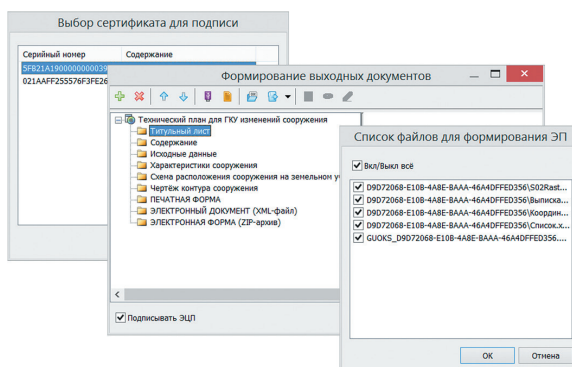 Выбор сертификата для подписи
Серийный номер Содержание
5FB21A1900000000039
021AAFF255576F3FE26
Формирование выходных документов
Технический план для ГКУ изменений сооружения
Титульный лист
Содержание
Исходные данные
Характеристики сооружения
Схема расположения сооружения на земельном у
Чертёж контура сооружения
ПЕЧАТНАЯ ФОРМА
ЭЛЕКТРОННЫЙ ДОКУМЕНТ (XML-файл)
ЭЛЕКТРОННАЯ ФОРМА (ZIP-архив)
Подписывать ЭЦП
Список файлов для формирования ЭП
Вкл/Выкл всё
D9D72068-E10B-4A8E-BAAA-46A4DFFED356\S02Rast...
D9D72068-E10B-4A8E-BAAA-46A4DFFED356\Выписка...
D9D72068-E10B-4A8E-BAAA-46A4DFFED356\Координ...
D9D72068-E10B-4A8E-BAAA-46A4DFFED356\Список.x...
GUOKS_D9D72068-E10B-4A8E-BAAA-46A4DFFED356....
ОК Отмена